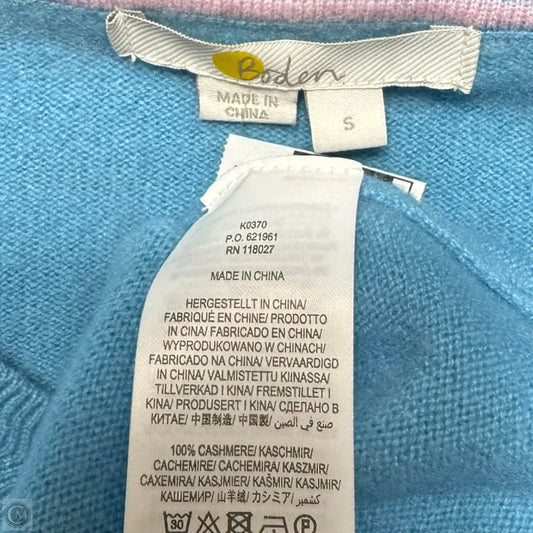 Boden
MADE IN
CHINA
S
K0370
P.O. 621961
RN 118027
MADE IN CHINA
HERGESTELLT IN CHINA/
FABRIQUÉ EN CHINE/ PRODOTTO
IN CINA/ FABRICADO EN CHINA/
WYPRODUKOWANO W CHINACH/
FABRICADO NA CHINA/ VERVAARDIGD
IN CHINA/ VALMISTETTU KIINASSA/
TILLVERKAD I KINA/ FREMSTILLET I
KINA/ PRODUSERT I KINA/ СДЕЛАНО В
КИТАЕ/ 中国制造/ 中国製/ صنع في الصين
100% CASHMERE/ KASCHMIR/
CACHEMIRE/ CACHEMIRA/ KASZMIR/
CAXEMIRA/ KASJMIER/ KAŠMIR/ KASJMIR/
КАШЕМИР/ 山羊绒/ カシミア/ كشمير
30
CM